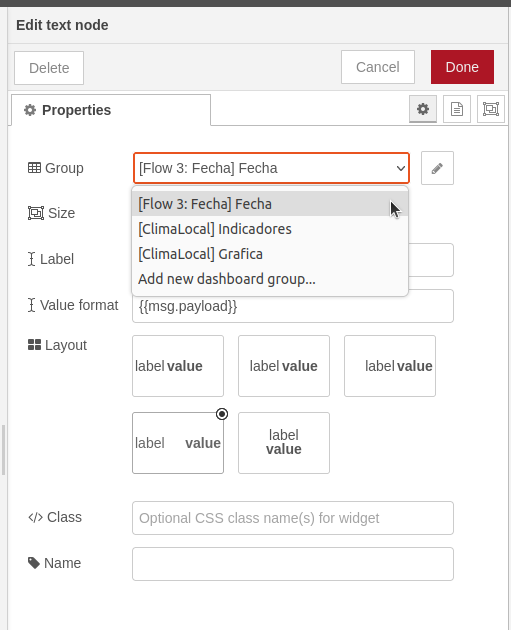 Edit text node
Delete
Cancel
Done
Properties
Group
[Flow 3: Fecha] Fecha
[Flow 3: Fecha] Fecha
Size
[ClimaLocal] Indicadores
[ClimaLocal] Grafica
Label
Add new dashboard group...
Value format
{{msg.payload}}
Layout
label value
label value
label value
label value
label
value
</> Class
Optional CSS class name(s) for widget
Name